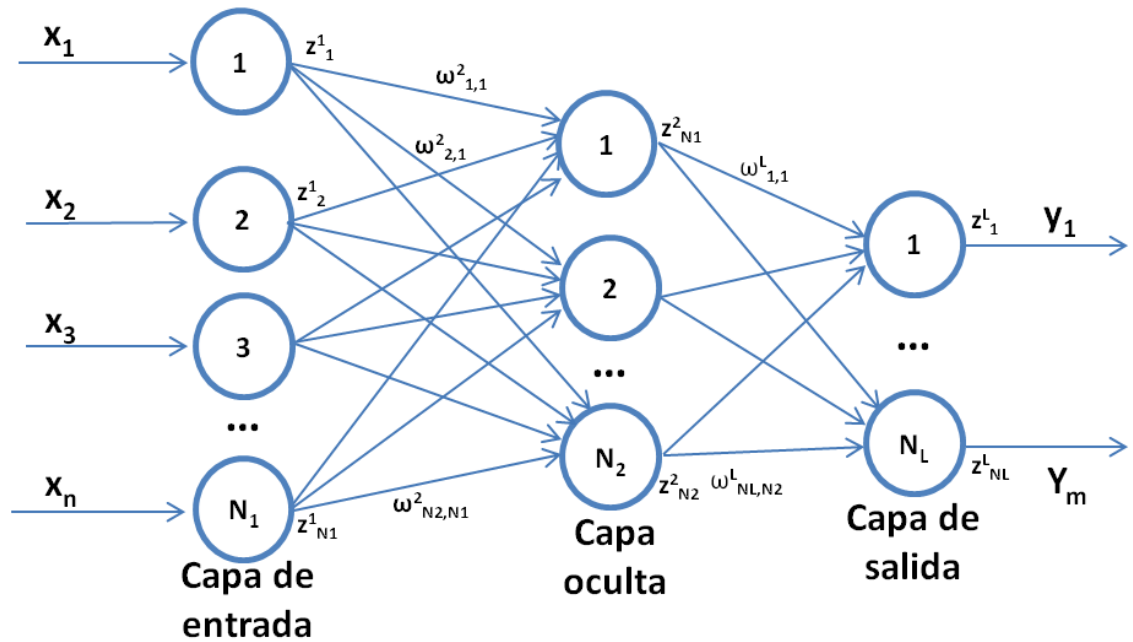 x₁
1
z¹₁
ω²₁,₁
ω²₂,₁
1
z²N1
ωᴸ₁,₁
x₂
2
z¹₂
2
1
zᴸ₁
y₁
x₃
3
...
...
...
xₙ
N₁
z¹N1
ω²N2,N1
N₂
z²N2
ωᴸNL,N2
N_L
zᴸNL
Yₘ
Capa de
entrada
Capa
oculta
Capa de
salida